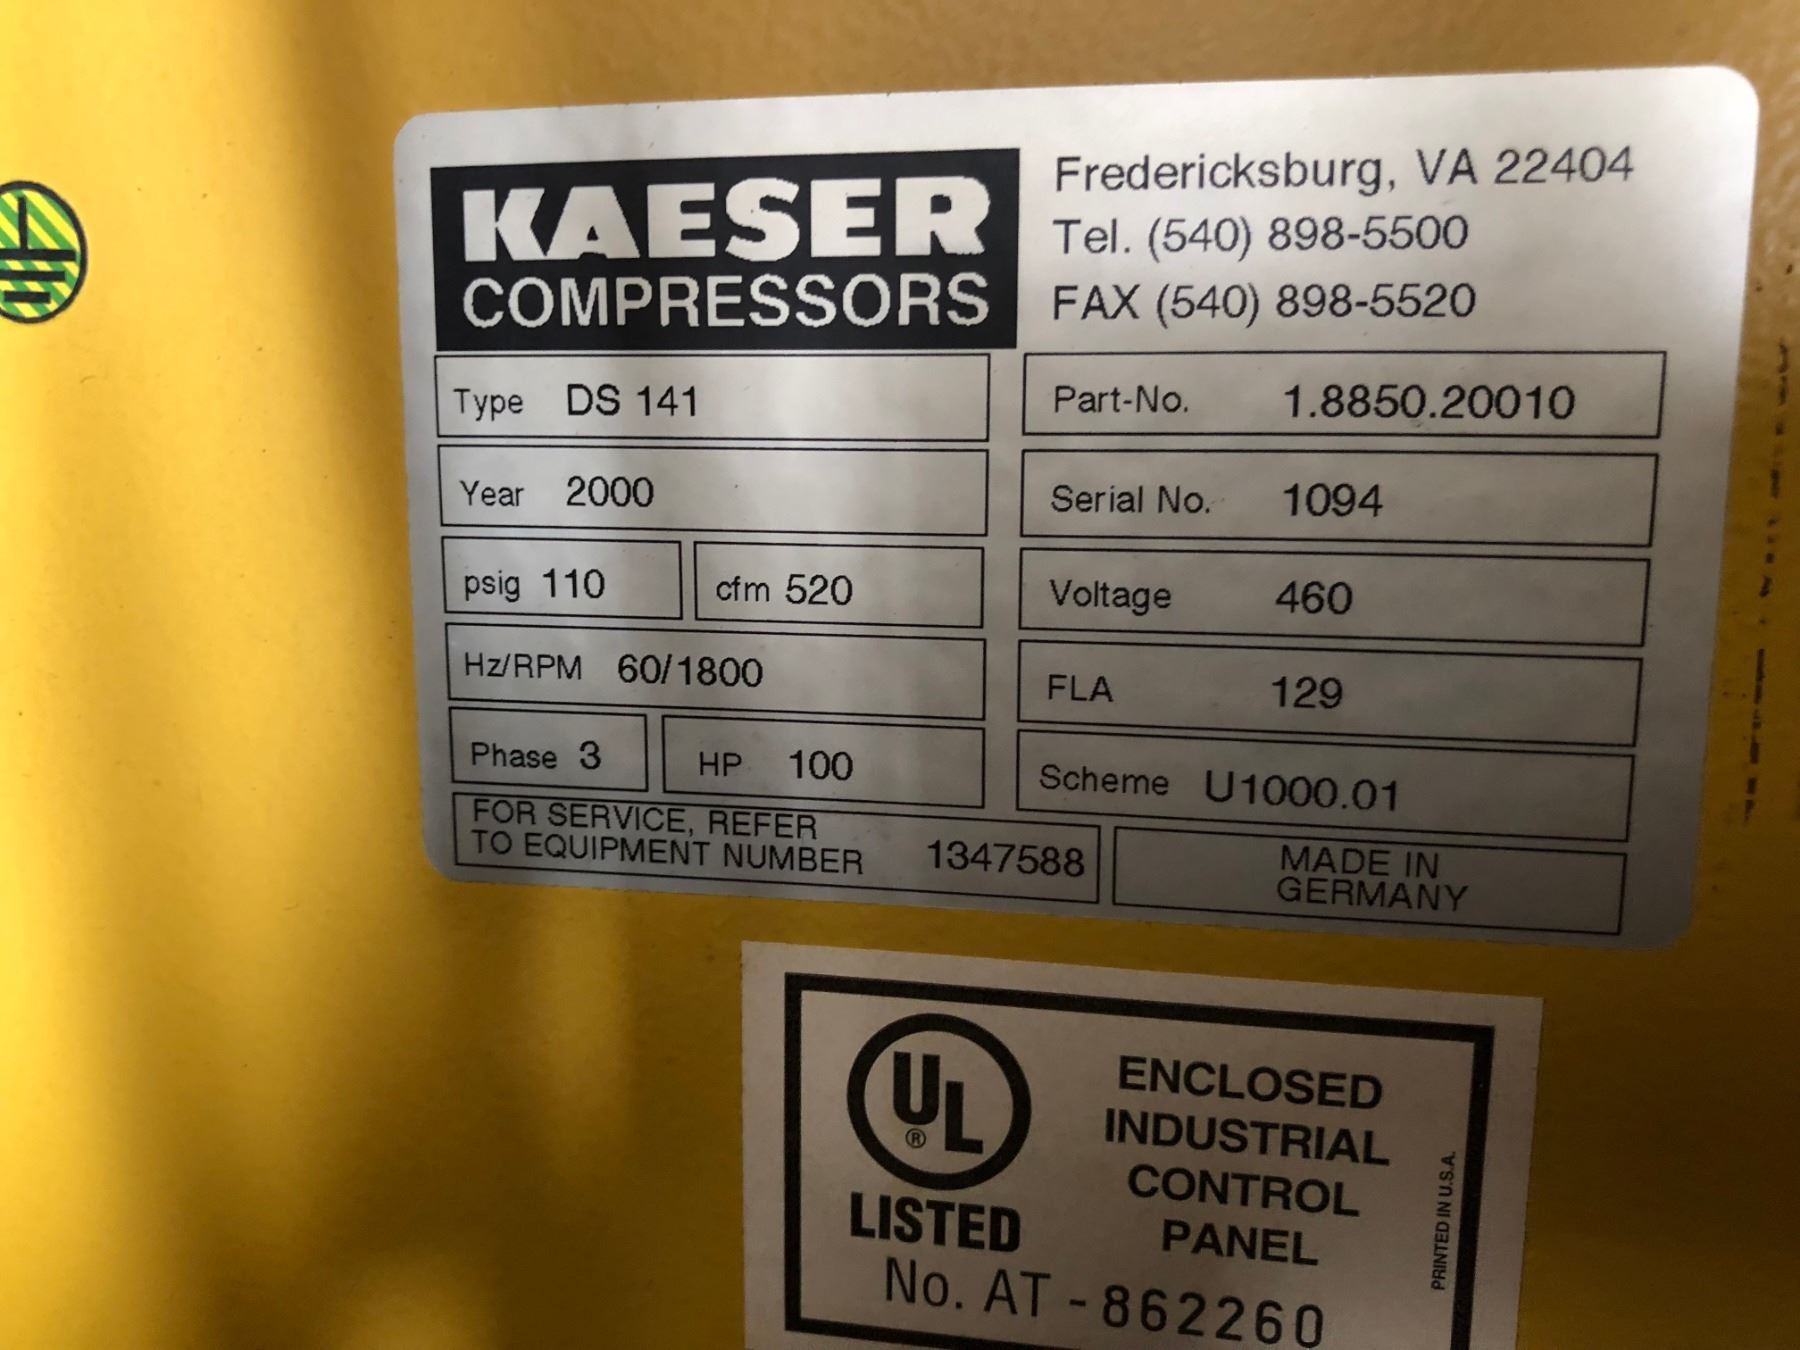 KAESER
COMPRESSORS
Fredericksburg, VA 22404
Tel. (540) 898-5500
FAX (540) 898-5520
Type DS 141
Part-No. 1.8850.20010
Year 2000
Serial No. 1094
psig 110
cfm 520
Voltage 460
Hz/RPM 60/1800
FLA 129
Phase 3
HP 100
Scheme U1000.01
FOR SERVICE, REFER
TO EQUIPMENT NUMBER 1347588
MADE IN
GERMANY
UL
®
LISTED
ENCLOSED
INDUSTRIAL
CONTROL
PANEL
No. AT - 862260
PRINTED IN U.S.A.